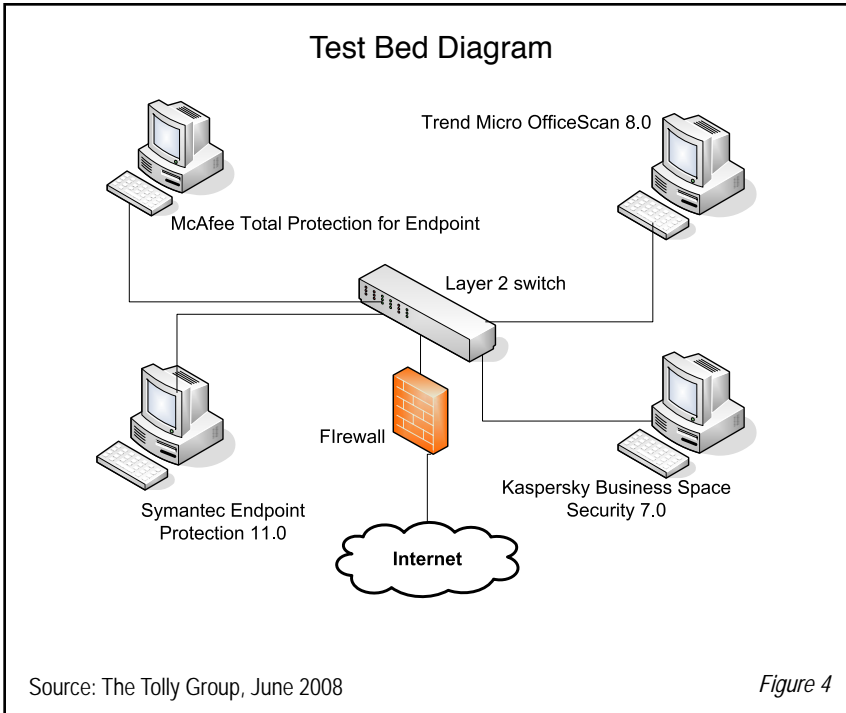 Test Bed Diagram
Trend Micro OfficeScan 8.0
McAfee Total Protection for Endpoint
Layer 2 switch
FIrewall
Symantec Endpoint
Protection 11.0
Kaspersky Business Space
Security 7.0
Internet
Source: The Tolly Group, June 2008
Figure 4